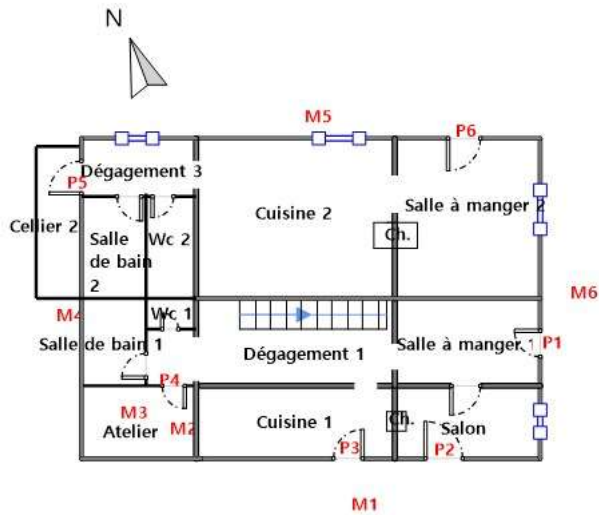 N
M5
P6
Dégagement 3
P5
Cuisine 2
Salle à manger 2
Cellier 2
Salle
de bain
2
Wc 2
Ch.
M6
M4
Wc 1
Salle de bain 1
Dégagement 1
Salle à manger 1
P1
P4
M3
Atelier
M2
Cuisine 1
Ch.
Salon
P3
P2
M1